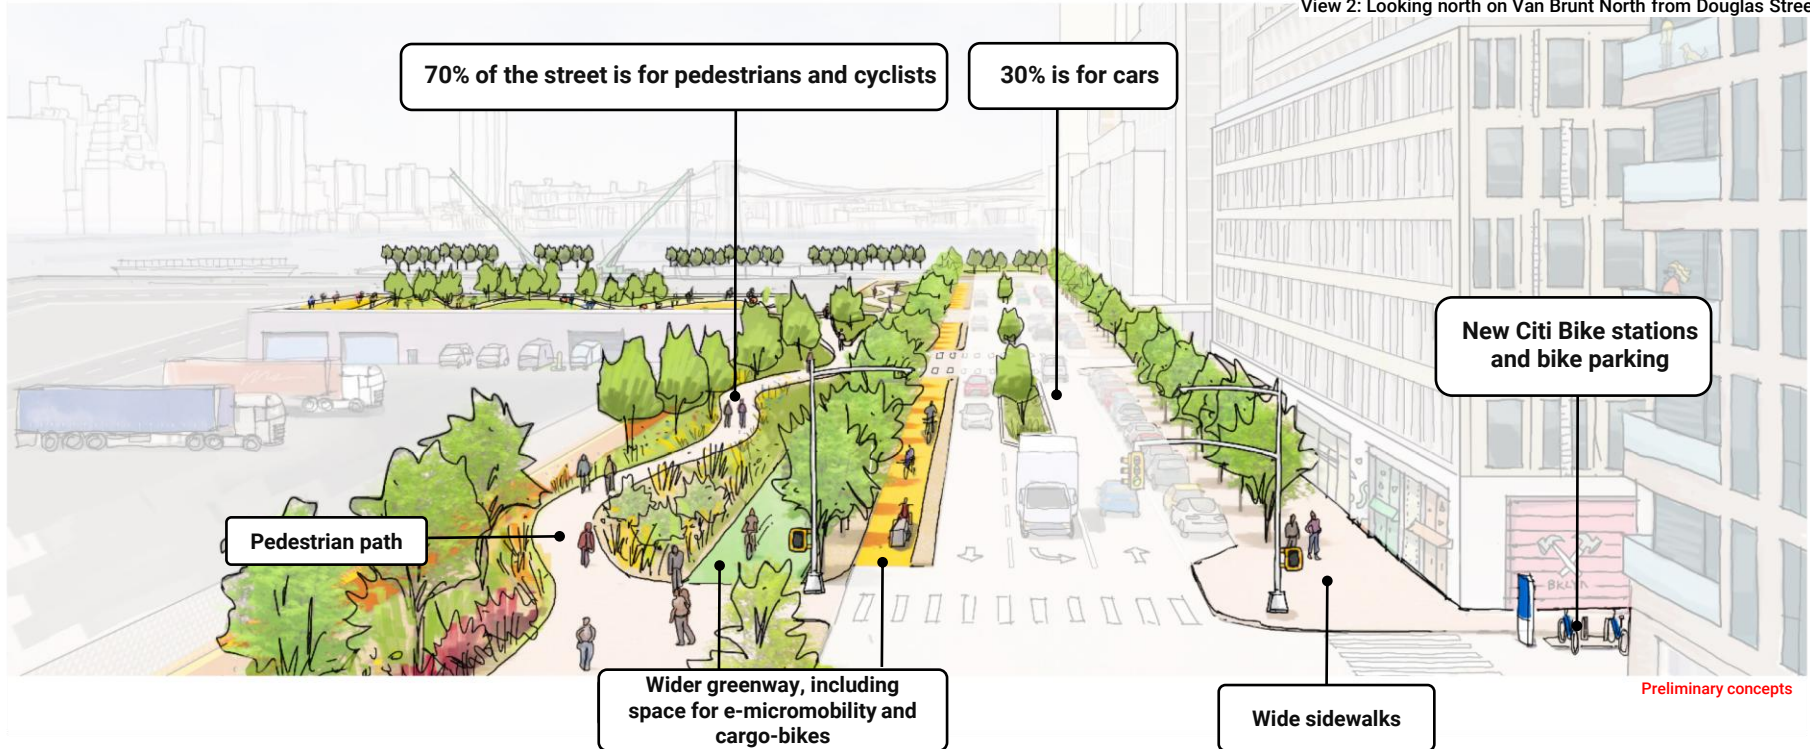 View 2: Looking north on Van Brunt North from Douglas Stree
70% of the street is for pedestrians and cyclists
30% is for cars
New Citi Bike stations
and bike parking
Pedestrian path
BKLYN
Wider greenway, including
space for e-micromobility and
cargo-bikes
Wide sidewalks
Preliminary concepts